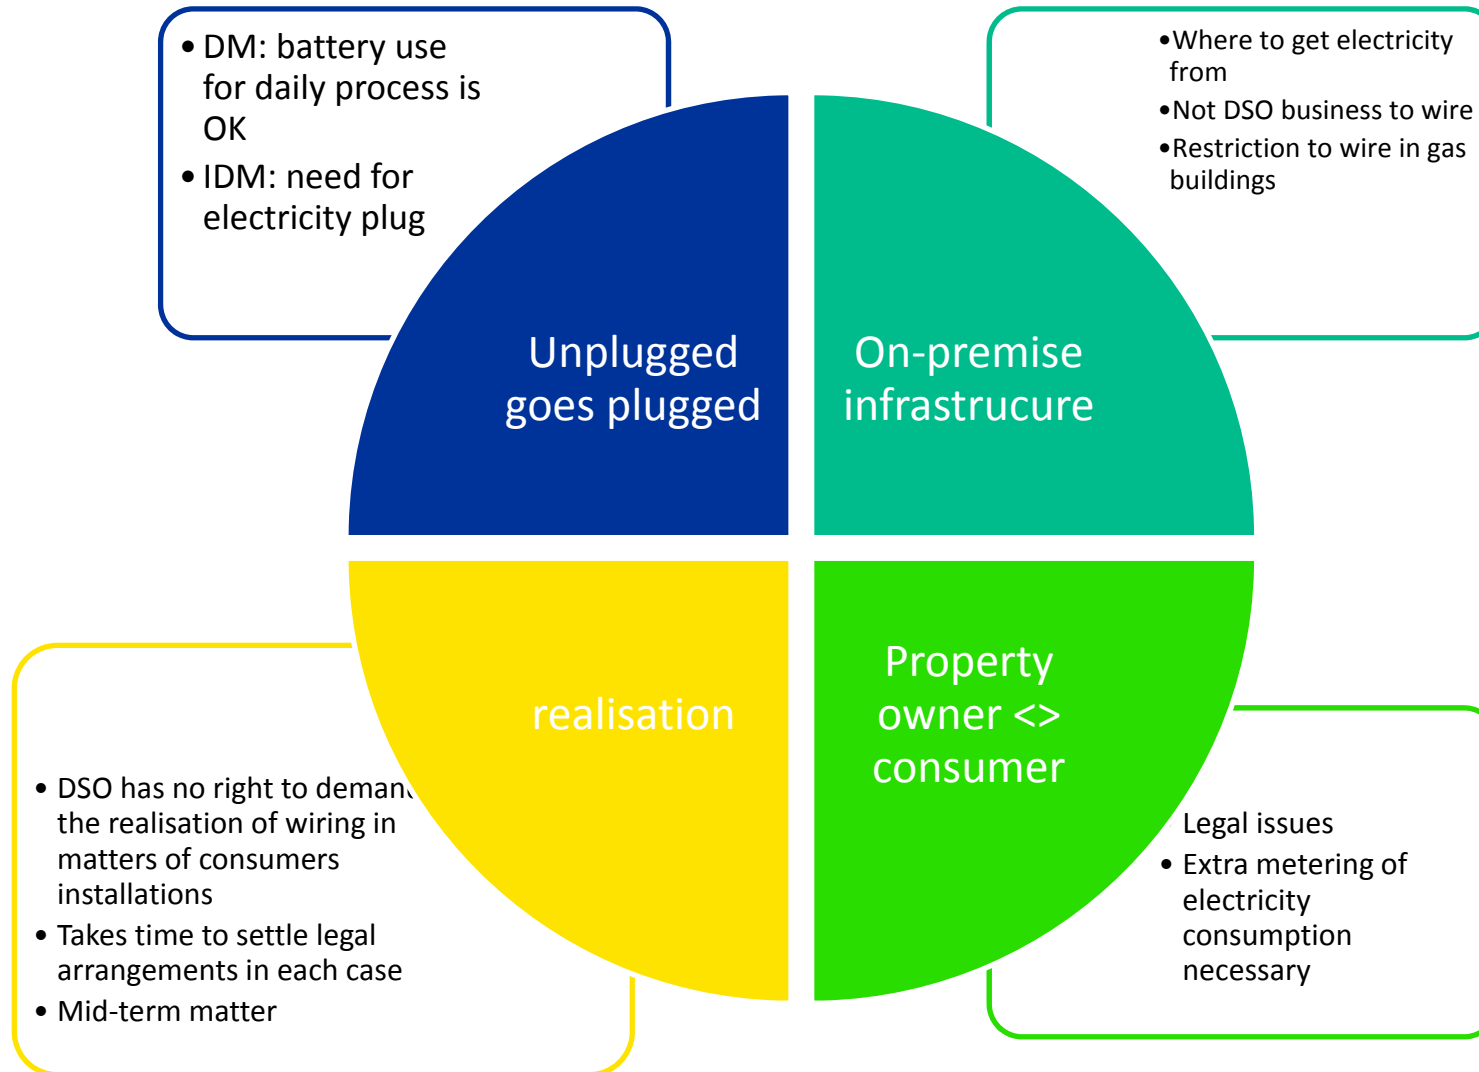 • DM: battery use
for daily process is
OK
• IDM: need for
electricity plug
•Where to get electricity
from
•Not DSO business to wire
•Restriction to wire in gas
buildings
Unplugged
goes plugged
On-premise
infrastrucure
realisation
Property
owner <>
consumer
• DSO has no right to deman
the realisation of wiring in
matters of consumers
installations
• Takes time to settle legal
arrangements in each case
• Mid-term matter
Legal issues
• Extra metering of
electricity
consumption
necessary